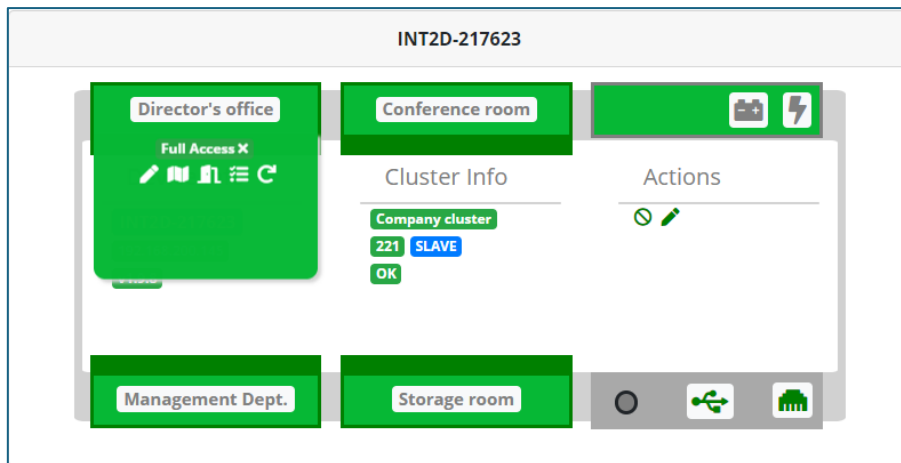 INT2D-217623
Director's office
Conference room
Full Access ×
Cluster Info
Actions
Company cluster
221 SLAVE
OK
Management Dept.
Storage room